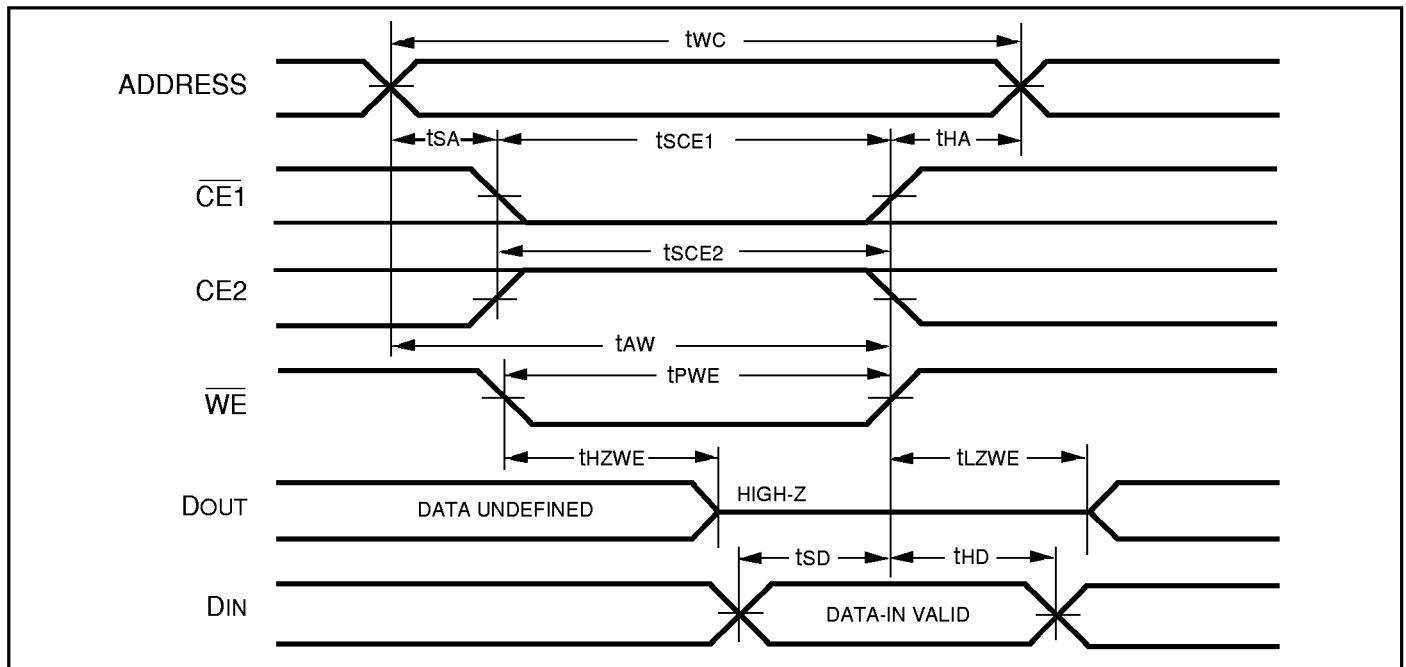 tWC
ADDRESS
tSA tSCE1 tHA
CE1
tSCE2
CE2
tAW
tPWE
WE
tHZWE tLZWE
DOUT DATA UNDEFINED HIGH-Z
tSD tHD
DIN DATA-IN VALID